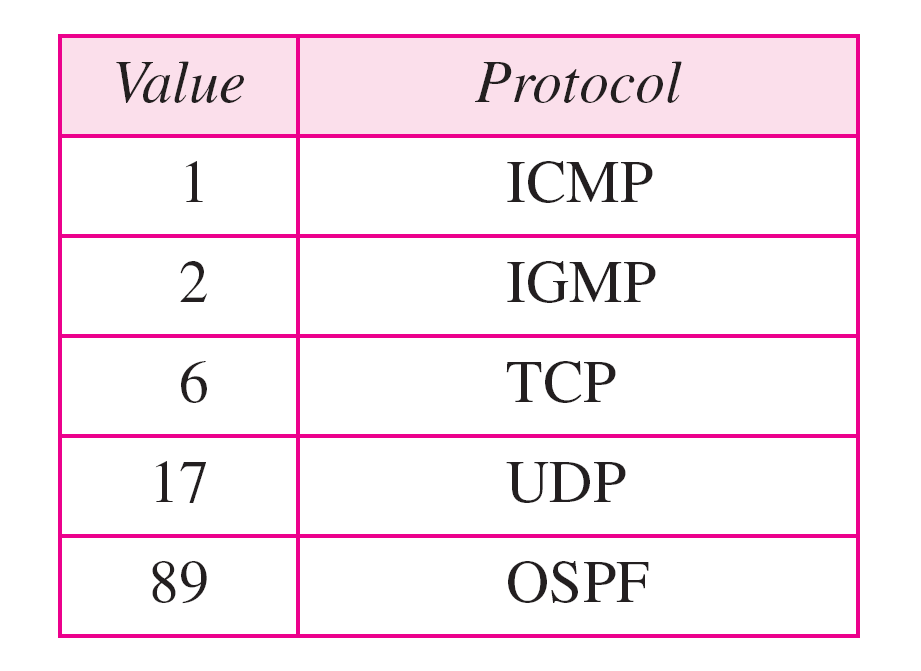 Value Protocol
1 ICMP
2 IGMP
6 TCP
17 UDP
89 OSPF